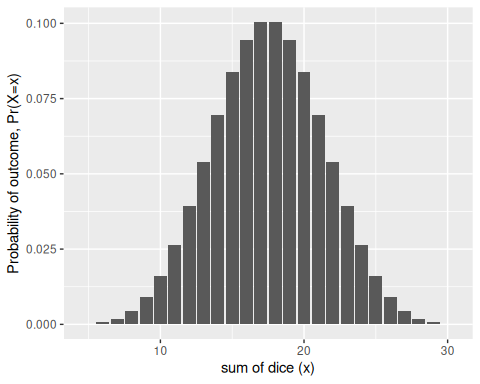 Probability of outcome, Pr(X=x)
0.100
0.075
0.050
0.025
0.000
10 20 30
sum of dice (x)